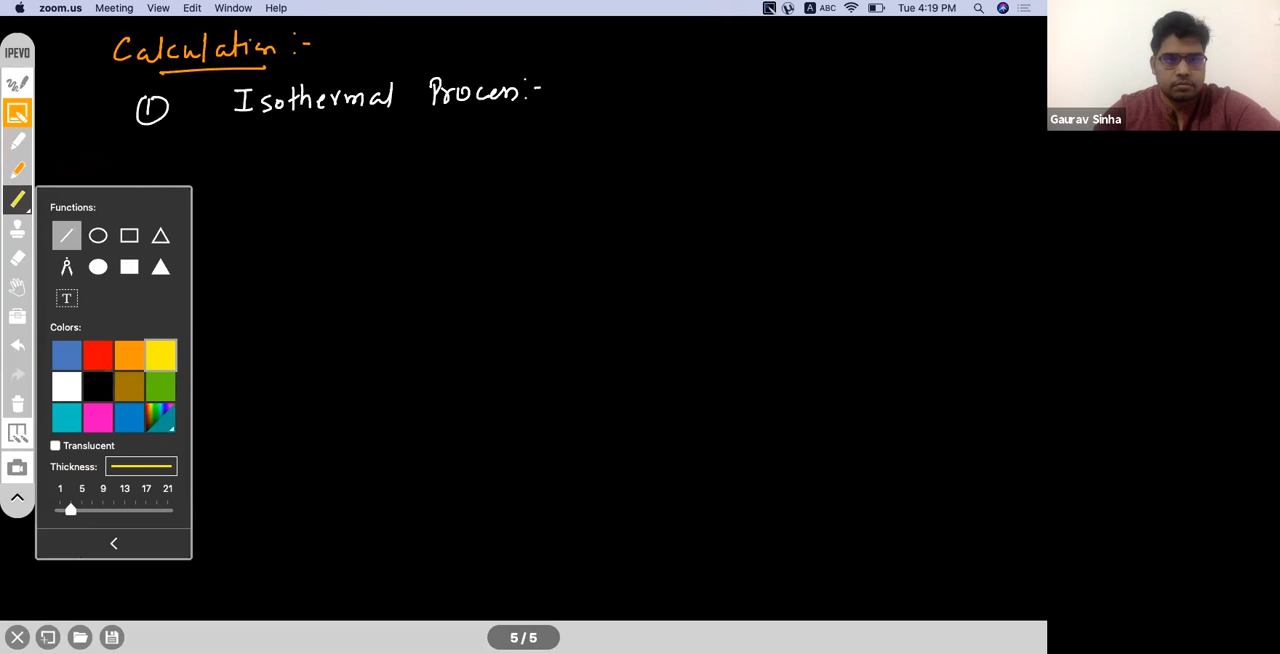 zoom.us Meeting View Edit Window Help A ABC Tue 4:19 PM
IPEVO
Calculation :-
① Isothermal Process :-
Gaurav Sinha
Functions:
T
Colors:
Translucent
Thickness:
1 5 9 13 17 21
5 / 5